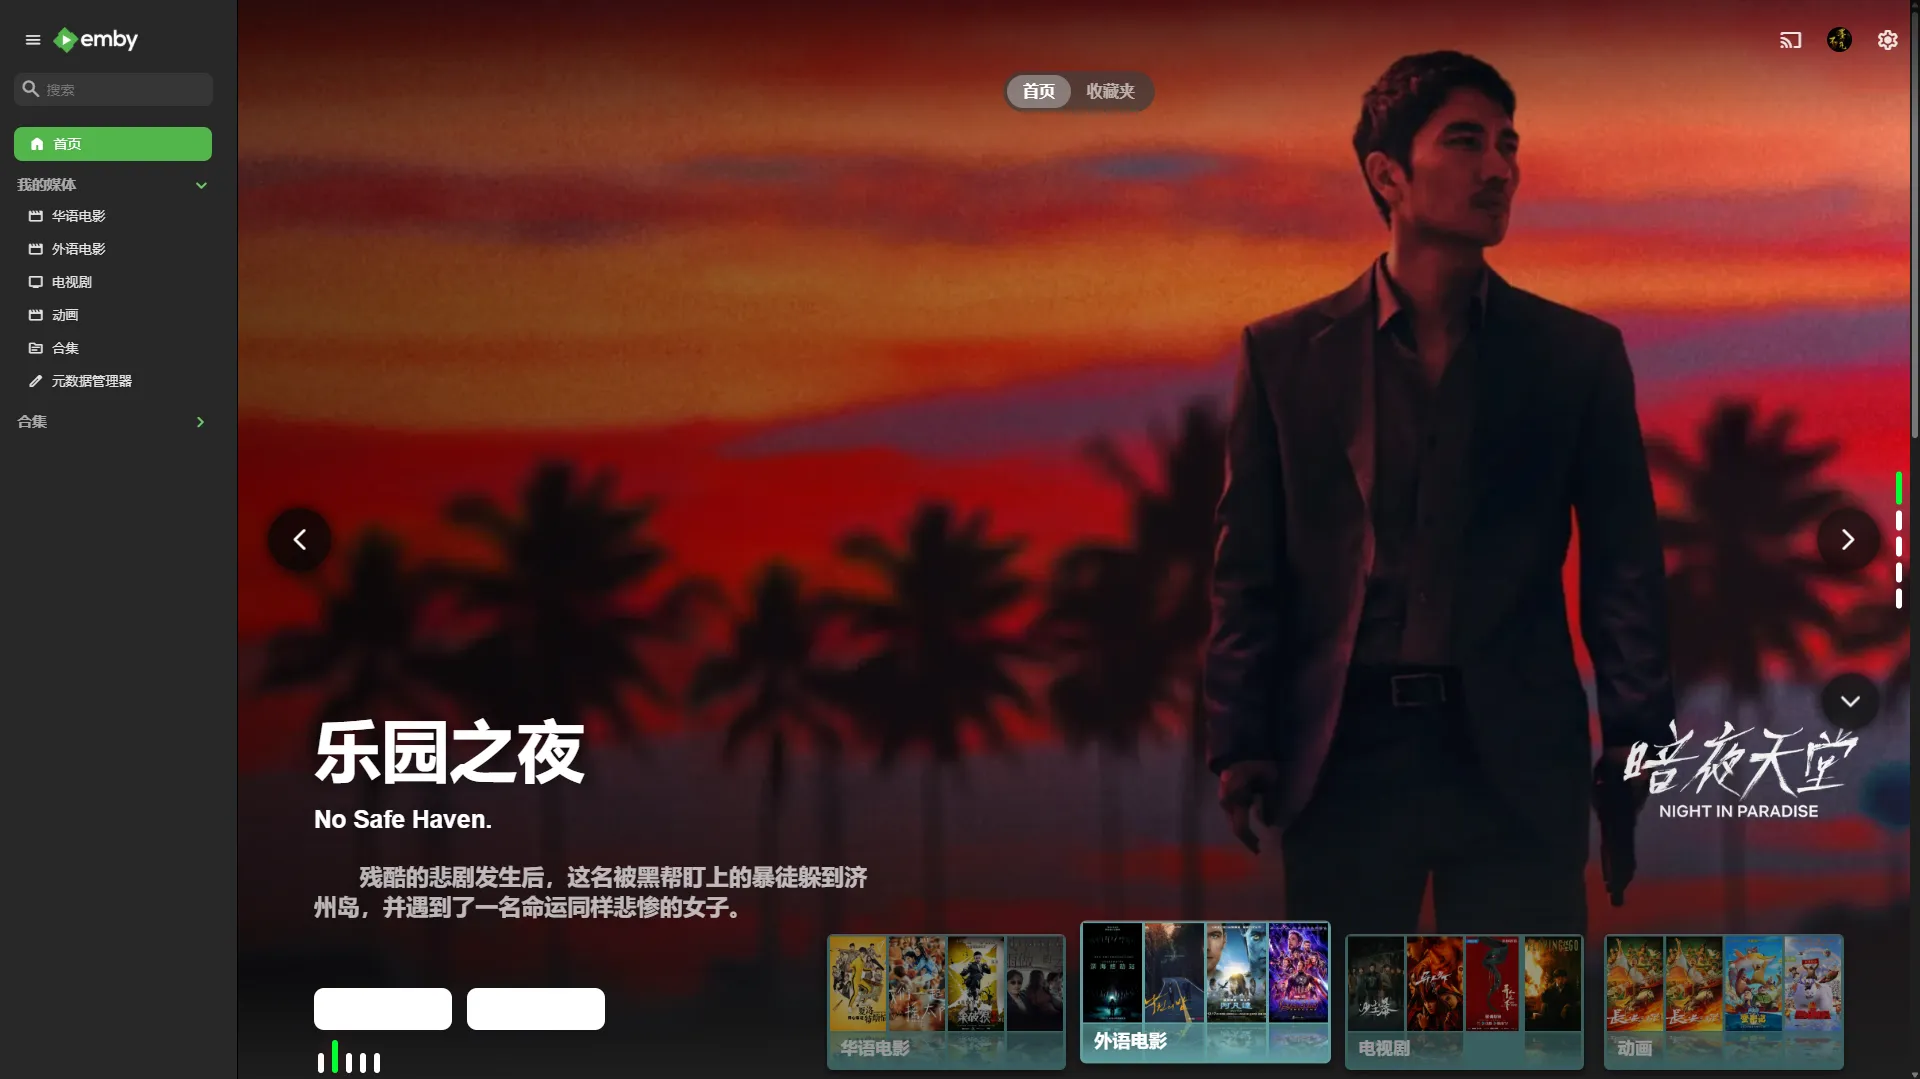 emby
搜索
首页
我的媒体
华语电影
外语电影
电视剧
动画
合集
元数据管理器
合集
首页
收藏夹
乐园之夜
No Safe Haven.
残酷的悲剧发生后，这名被黑帮盯上的暴徒躲到济
州岛，并遇到了一名命运同样悲惨的女子。
暗夜天堂
NIGHT IN PARADISE
华语电影
外语电影
电视剧
动画